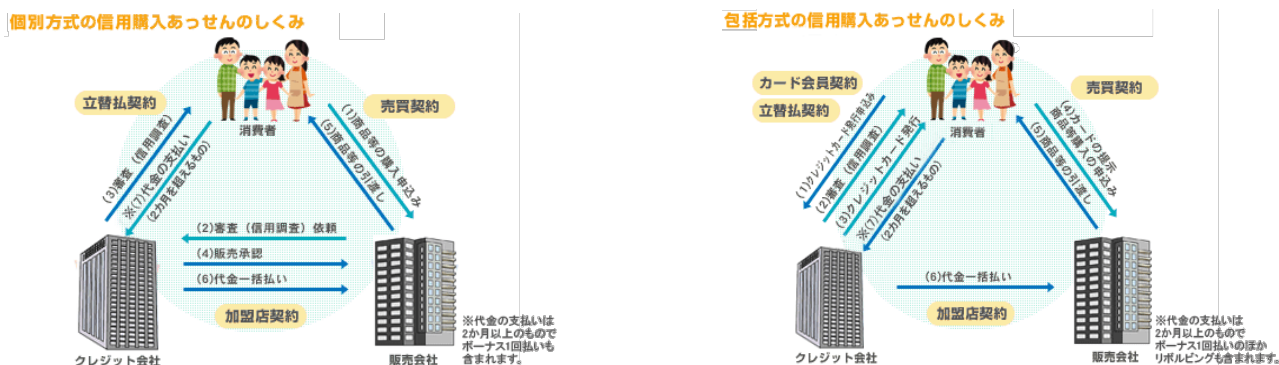 個別方式の信用購入あっせんのしくみ
立替払契約
売買契約
消費者
(1)商品等の購入申込み
(5)商品等の引渡し
(3)審査(信用調査)
※(7)代金の支払い
(2カ月を超えるもの)
(2)審査(信用調査)依頼
(4)販売承認
(6)代金一括払い
加盟店契約
クレジット会社
販売会社
※代金の支払いは
2か月以上のもので
ボーナス1回払いも
含まれます。
包括方式の信用購入あっせんのしくみ
カード会員契約
立替払契約
売買契約
消費者
(1)クレジットカード発行申込み
(2)審査(信用調査)
(3)クレジットカード発行
※(7)代金の支払い
(2カ月を超えるもの)
(4)カードの提示
商品等購入の申込み
(5)商品等の引渡し
(6)代金一括払い
加盟店契約
クレジット会社
販売会社
※代金の支払いは
2か月以上のもので
ボーナス1回払いのほか
リボルビングも含まれます。